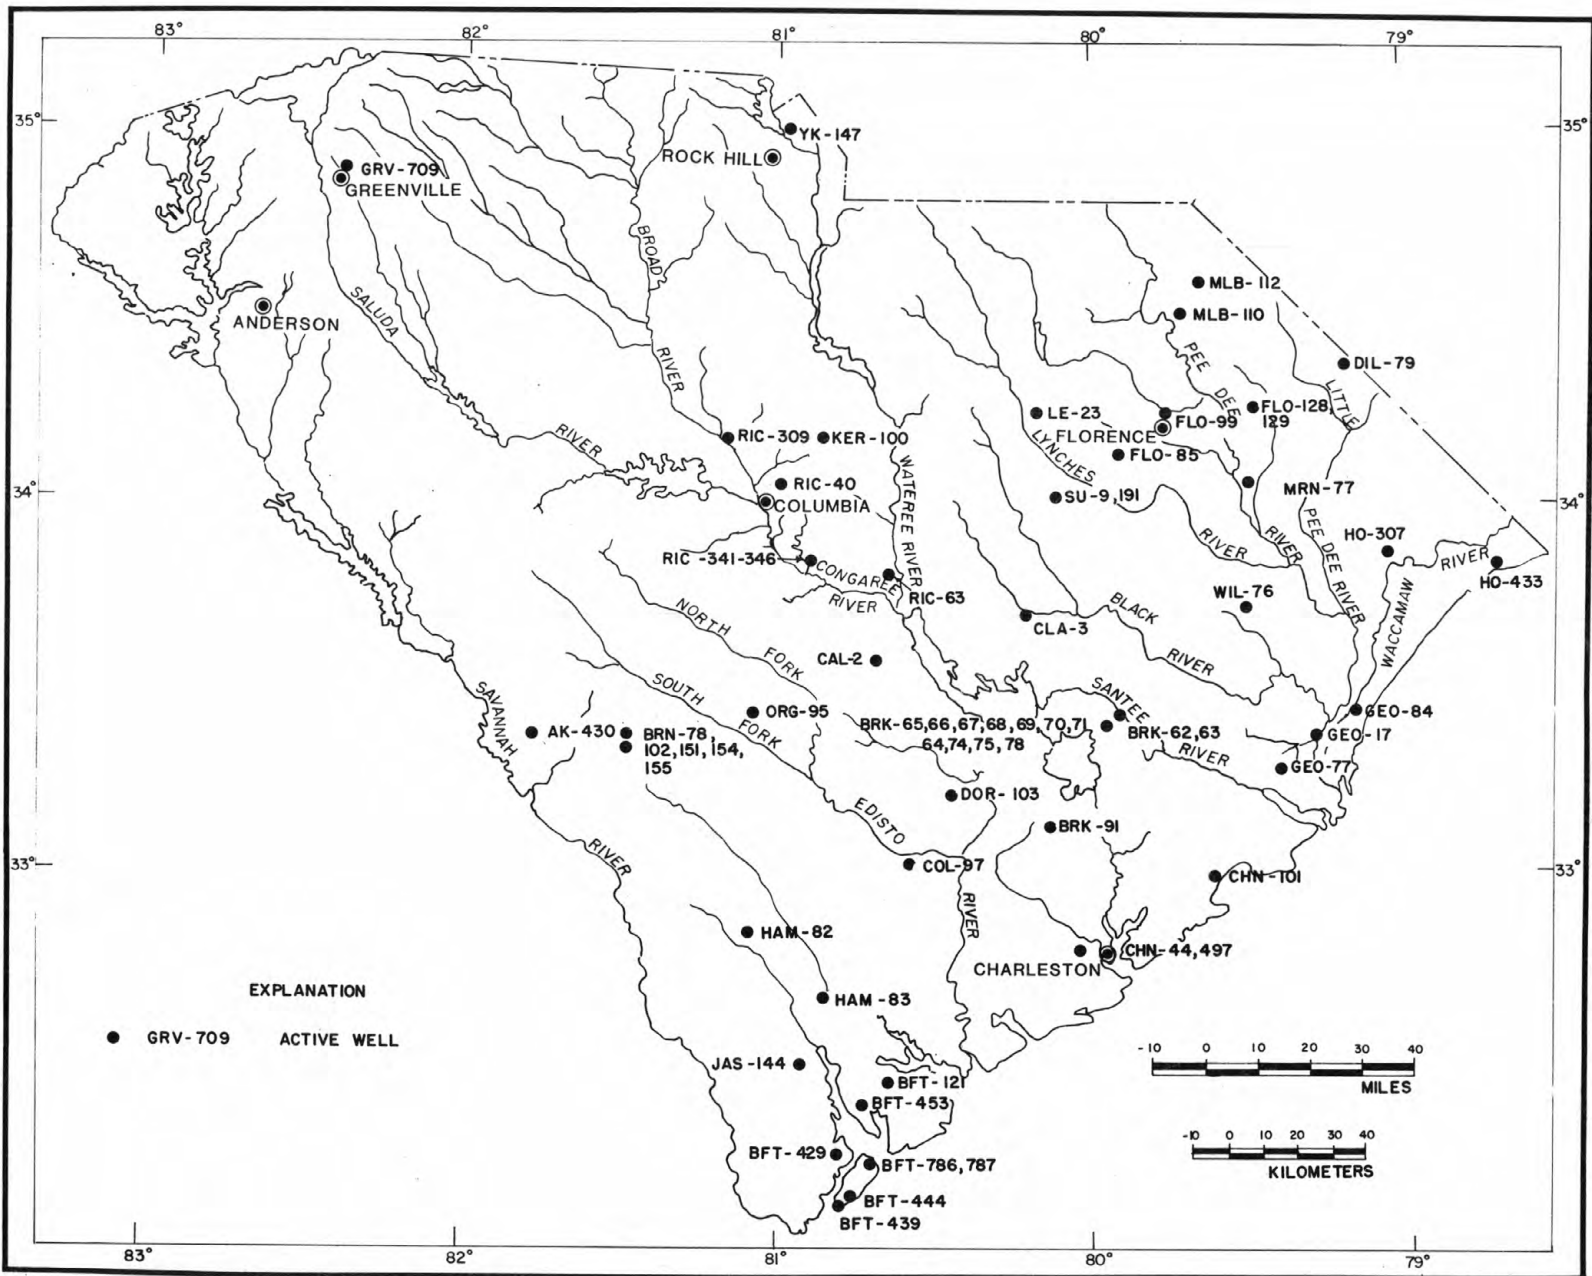 83°
82°
81°
80°
79°
35°
35°
YK-147
ROCK HILL
GRV-709
GREENVILLE
BROAD
RIVER
SALUDA
RIVER
ANDERSON
MLB-112
MLB-110
PEE DEE
RIVER
DIL-79
LITTLE
PEE DEE RIVER
LE-23
FLO-99
FLORENCE
FLO-128,
129
FLO-85
LYNCHES
RIVER
RIC-309
KER-100
RIC-40
COLUMBIA
WATEREE RIVER
SU-9,191
MRN-77
34°
34°
HO-307
RIC-341-346
CONGAREE
RIVER
RIC-63
WACCAMAW
RIVER
HO-433
WIL-76
NORTH
FORK
CLA-3
BLACK
RIVER
CAL-2
SOUTH
FORK
SANTEE
RIVER
SAVANNAH
RIVER
ORG-95
GEO-84
AK-430
BRN-78,
102,151,154,
155
BRK-65,66,67,68,69,70,71
64,74,75,78
BRK-62,63
GEO-17
GEO-77
DOR-103
EDISTO
RIVER
BRK-91
33°
33°
COL-97
CHN-101
HAM-82
CHN-44,497
CHARLESTON
HAM-83
EXPLANATION
GRV-709 ACTIVE WELL
JAS-144
BFT-121
BFT-453
-10 0 10 20 30 40
MILES
BFT-429
BFT-786,787
-10 0 10 20 30 40
KILOMETERS
BFT-444
BFT-439
83°
82°
81°
80°
79°